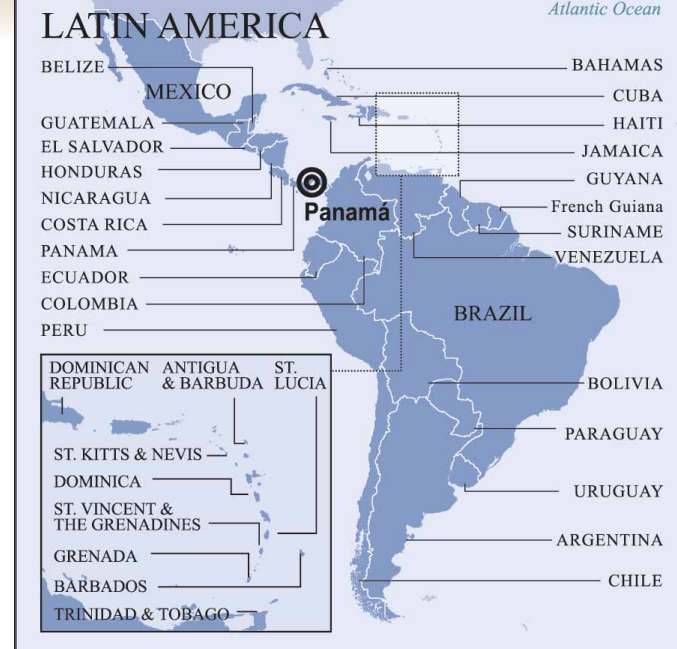 Atlantic Ocean
LATIN AMERICA
BELIZE
MEXICO
GUATEMALA
EL SALVADOR
HONDURAS
NICARAGUA
COSTA RICA
PANAMA
ECUADOR
COLOMBIA
PERU
BAHAMAS
CUBA
HAITI
JAMAICA
GUYANA
French Guiana
SURINAME
VENEZUELA
Panamá
BRAZIL
BOLIVIA
PARAGUAY
URUGUAY
ARGENTINA
CHILE
DOMINICAN
REPUBLIC
ANTIGUA
& BARBUDA
ST.
LUCIA
ST. KITTS & NEVIS
DOMINICA
ST. VINCENT &
THE GRENADINES
GRENADA
BARBADOS
TRINIDAD & TOBAGO